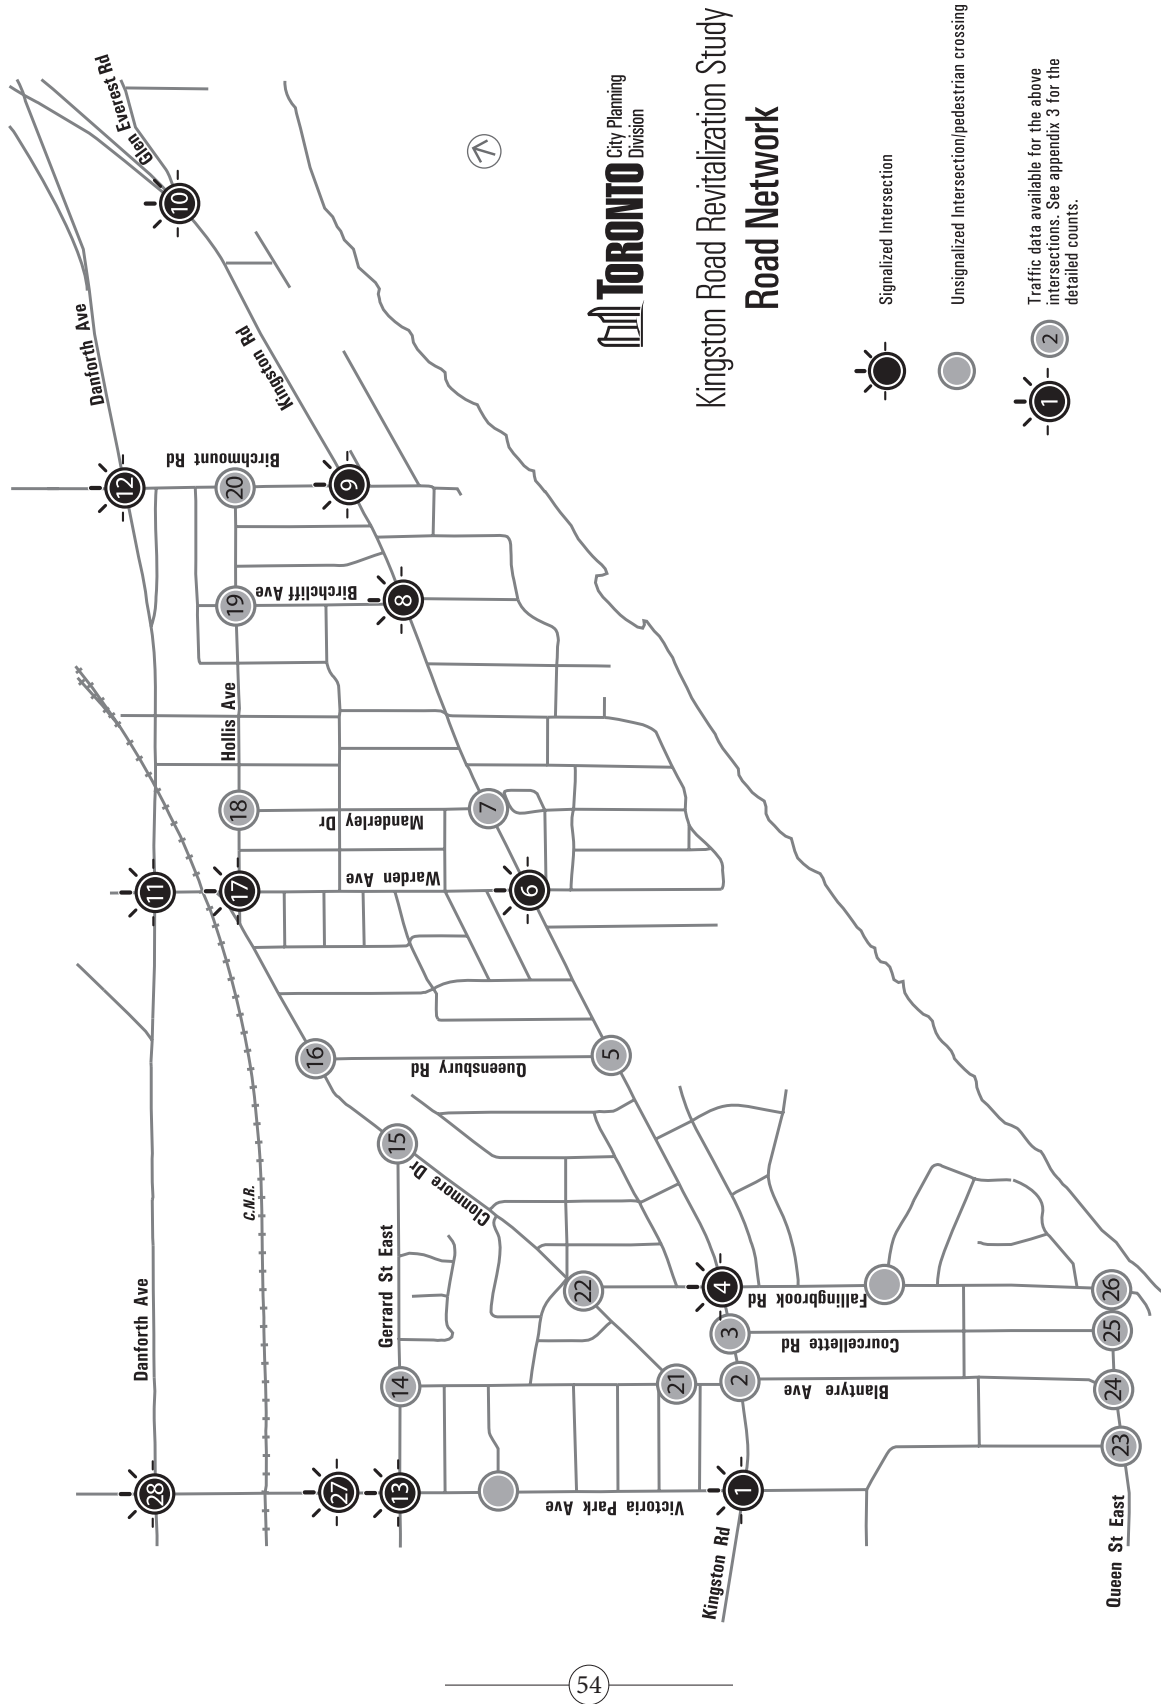 Glen Everest Rd
10
Danforth Ave
Kingston Rd
12
Birchmount Rd
20
9
19
Birchcliff Ave
8
Hollis Ave
18
Manderley Dr
7
11
17
Warden Ave
6
16
Queensbury Rd
5
15
Clonmore Dr
C.N.R.
Gerrard St East
Danforth Ave
22
4
Fallingbrook Rd
26
3
Courcellette Rd
25
14
21
2
Blantyre Ave
24
23
28
27
13
Victoria Park Ave
1
Kingston Rd
Queen St East
TORONTO City Planning
Division
Kingston Road Revitalization Study
Road Network
Signalized Intersection
Unsignalized Intersection/pedestrian crossing
1
2
Traffic data available for the above
intersections. See appendix 3 for the
detailed counts.
54